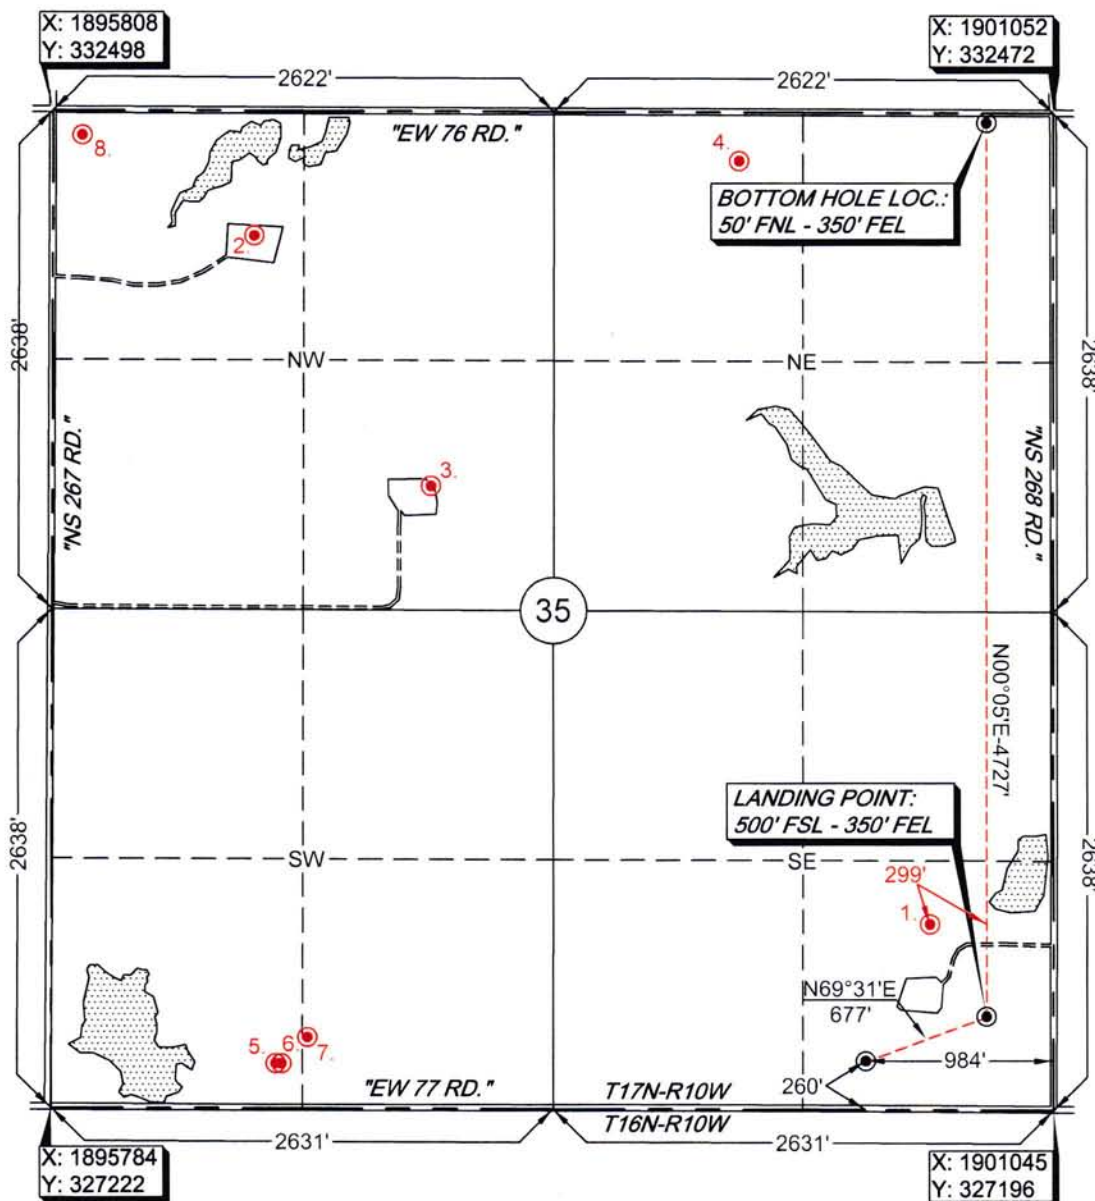 X: 1895808
Y: 332498
X: 1901052
Y: 332472
2622'
2622'
"EW 76 RD."
8.
4.
BOTTOM HOLE LOC.:
50' FNL - 350' FEL
2.
2638'
NW
NE
2638'
"NS 267 RD."
3.
"NS 268 RD."
35
N00°05'E-4727'
LANDING POINT:
500' FSL - 350' FEL
2638'
SW
SE
2638'
299'
1.
N69°31'E
677'
5.
6.
7.
984'
260'
"EW 77 RD."
T17N-R10W
T16N-R10W
2631'
2631'
X: 1895784
Y: 327222
X: 1901045
Y: 327196